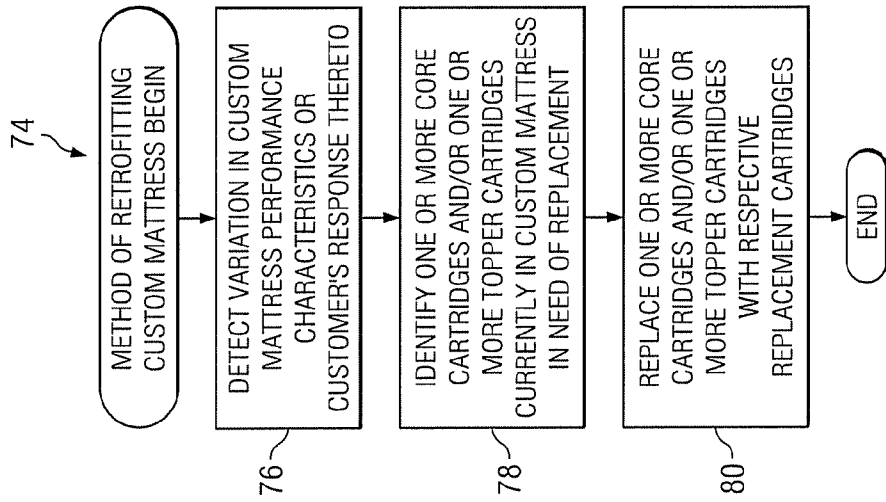 74
METHOD OF RETROFITTING
CUSTOM MATTRESS BEGIN
76
DETECT VARIATION IN CUSTOM
MATTRESS PERFORMANCE
CHARACTERISTICS OR
CUSTOMER'S RESPONSE THERETO
78
IDENTIFY ONE OR MORE CORE
CARTRIDGES AND/OR ONE OR
MORE TOPPER CARTRIDGES
CURRENTLY IN CUSTOM MATTRESS
IN NEED OF REPLACEMENT
80
REPLACE ONE OR MORE CORE
CARTRIDGES AND/OR ONE OR
MORE TOPPER CARTRIDGES
WITH RESPECTIVE
REPLACEMENT CARTRIDGES
END